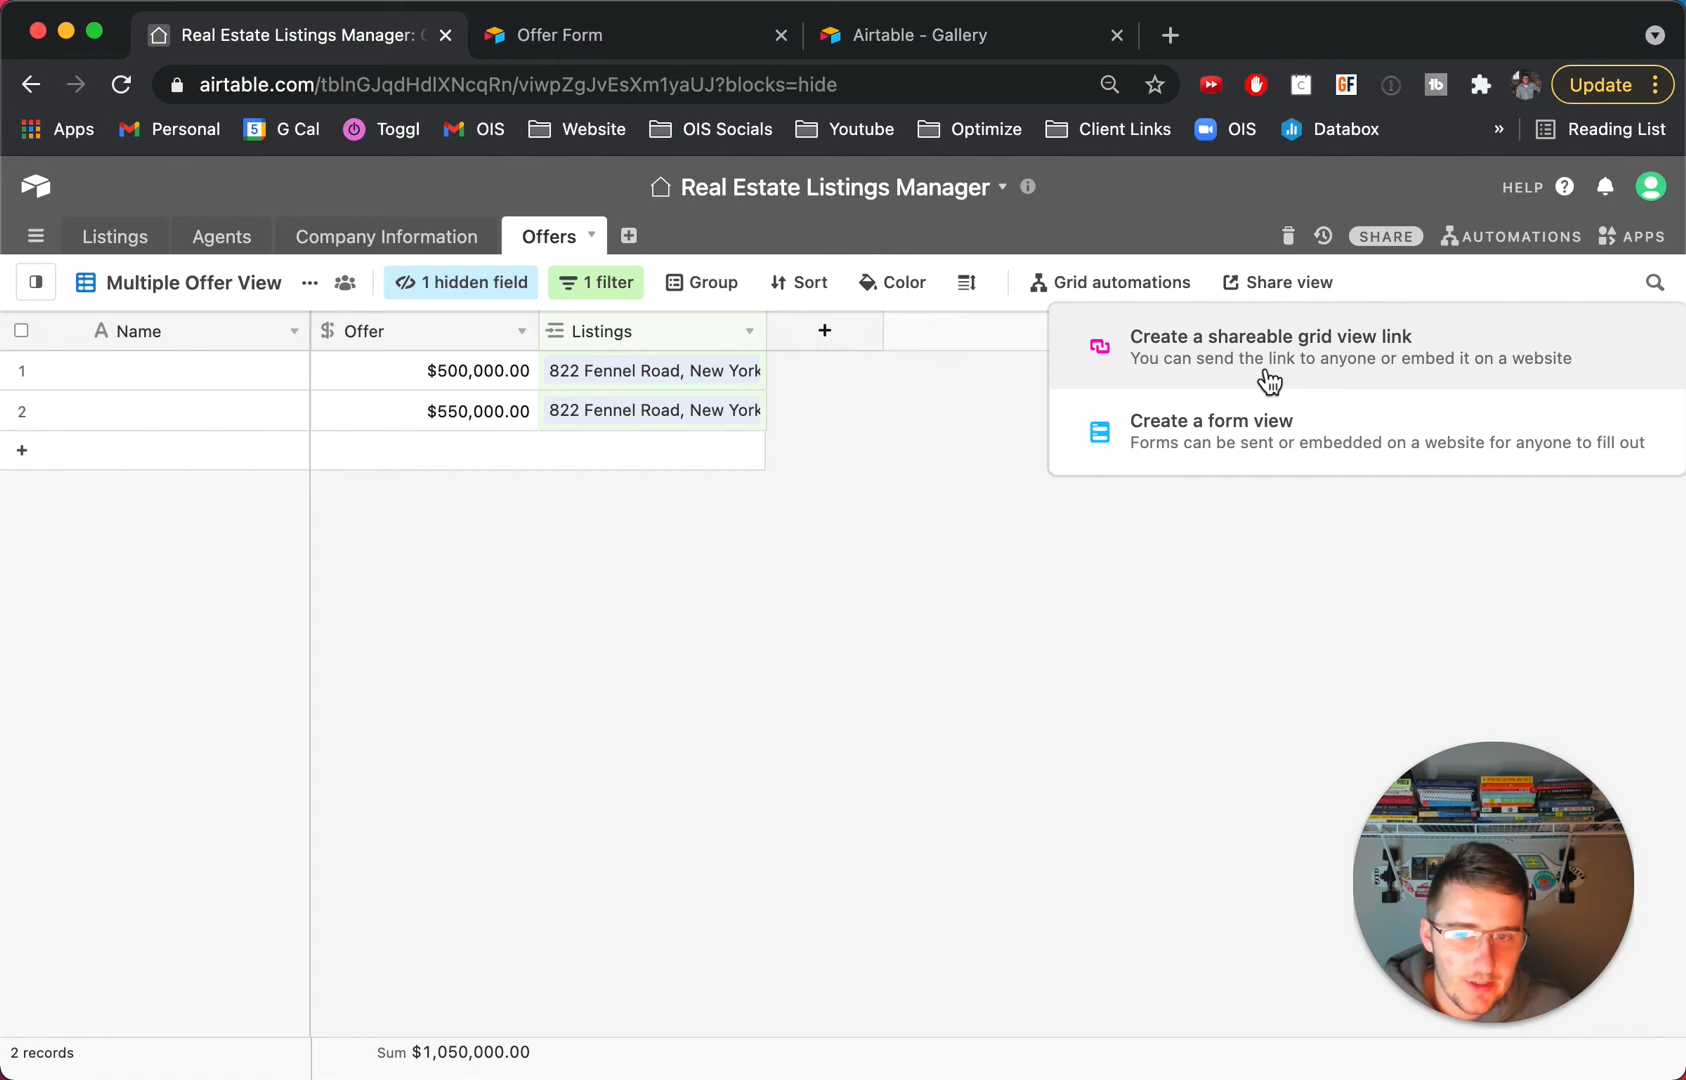 Real Estate Listings Manager:
Offer Form
Airtable - Gallery
airtable.com/tblnGJqdHdlXNcqRn/viwpZgJvEsXm1yaUJ?blocks=hide
Update
Apps
Personal
5
G Cal
Toggl
OIS
Website
OIS Socials
Youtube
Optimize
Client Links
OIS
Databox
»
Reading List
Real Estate Listings Manager
HELP
Listings
Agents
Company Information
Offers
SHARE
AUTOMATIONS
APPS
Multiple Offer View
1 hidden field
1 filter
Group
Sort
Color
Grid automations
Share view
Name
Offer
Listings
Create a shareable grid view link
You can send the link to anyone or embed it on a website
1
$500,000.00
822 Fennel Road, New York
2
$550,000.00
822 Fennel Road, New York
Create a form view
Forms can be sent or embedded on a website for anyone to fill out
2 records
Sum $1,050,000.00